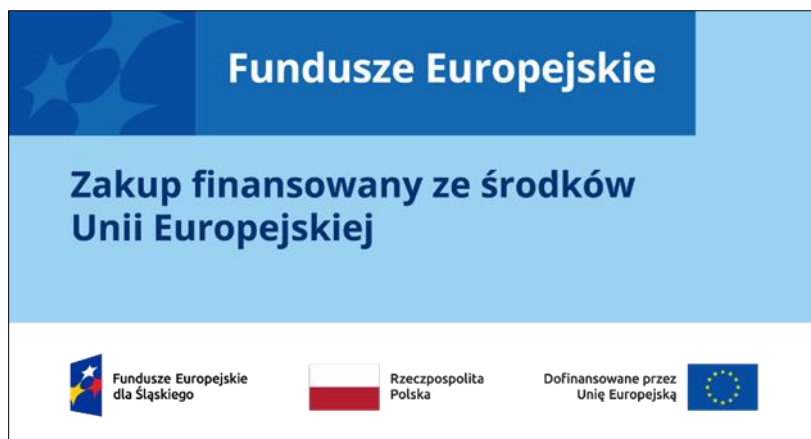 Fundusze Europejskie
Zakup finansowany ze środków
Unii Europejskiej
Fundusze Europejskie
dla Śląskiego
Rzeczpospolita
Polska
Dofinansowane przez
Unię Europejską